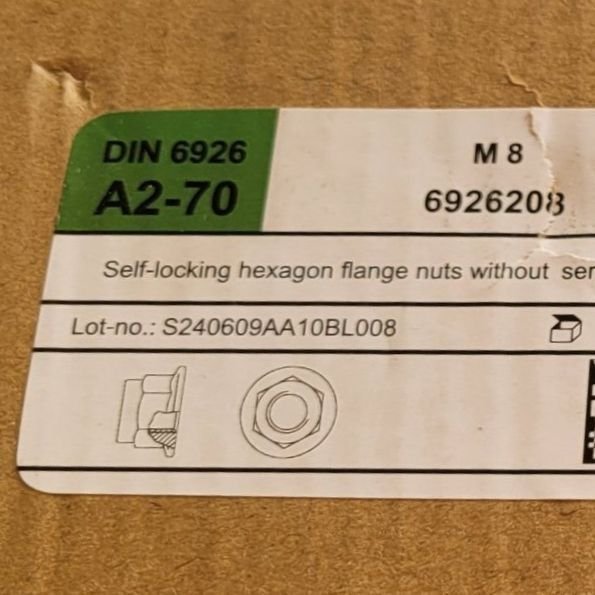 DIN 6926
A2-70
M 8
6926208
Self-locking hexagon flange nuts without
Lot-no.: S240609AA10BL008